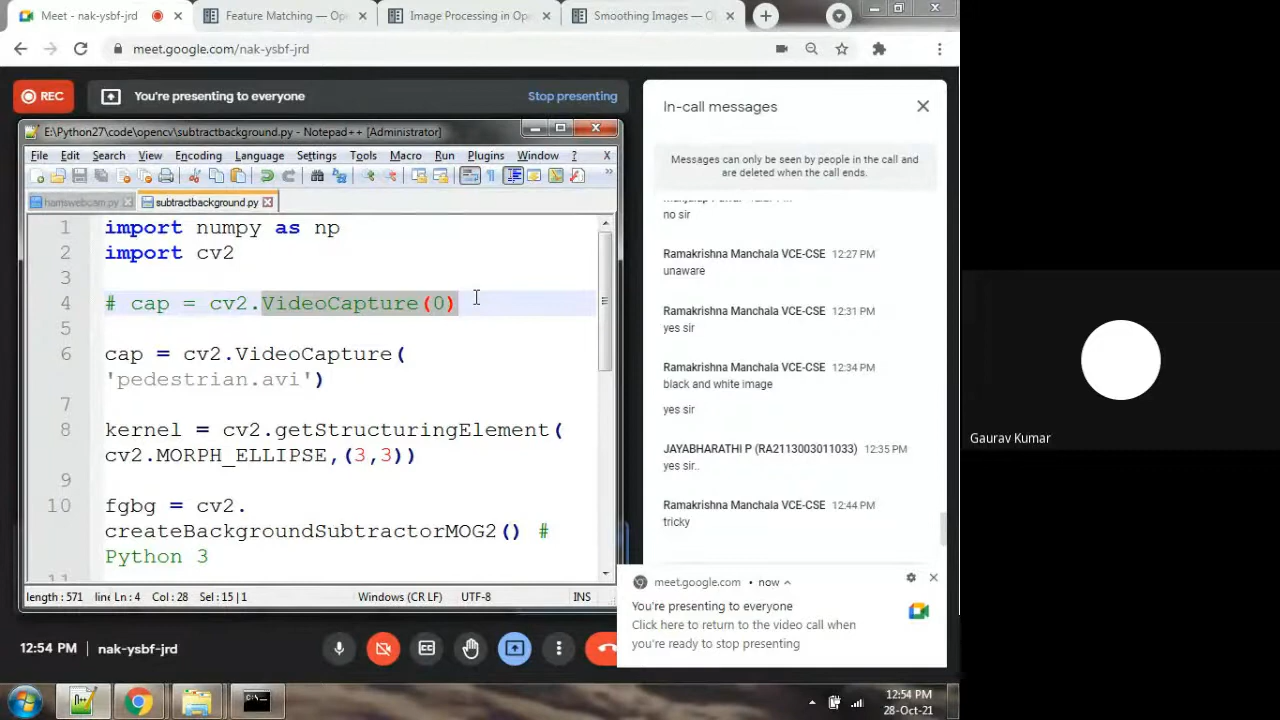 Meet - nak-ysbf-jrd
Feature Matching — O
Image Processing in Ope
Smoothing Images — O
meet.google.com/nak-ysbf-jrd
REC
You're presenting to everyone
Stop presenting
In-call messages
E:\Python27\code\opencv\subtractbackground.py - Notepad++ [Administrator]
File Edit Search View Encoding Language Settings Tools Macro Run Plugins Window ? X
Messages can only be seen by people in the call and
are deleted when the call ends.
harriswebcam.py
subtractbackground.py
no sir
1 import numpy as np
2 import cv2
3
4 # cap = cv2.VideoCapture(0)
5
6 cap = cv2.VideoCapture(
'pedestrian.avi')
7
8 kernel = cv2.getStructuringElement(
cv2.MORPH_ELLIPSE,(3,3))
9
10 fgbg = cv2.
createBackgroundSubtractorMOG2() #
Python 3
11
Ramakrishna Manchala VCE-CSE 12:27 PM
unaware
Ramakrishna Manchala VCE-CSE 12:31 PM
yes sir
Ramakrishna Manchala VCE-CSE 12:34 PM
black and white image
yes sir
JAYABHARATHI P (RA2113003011033) 12:35 PM
yes sir..
Ramakrishna Manchala VCE-CSE 12:44 PM
tricky
length : 571 line Ln : 4 Col : 28 Sel : 15 | 1 Windows (CR LF) UTF-8 INS
meet.google.com • now
You're presenting to everyone
Click here to return to the video call when
you're ready to stop presenting
12:54 PM nak-ysbf-jrd
Gaurav Kumar
12:54 PM
28-Oct-21